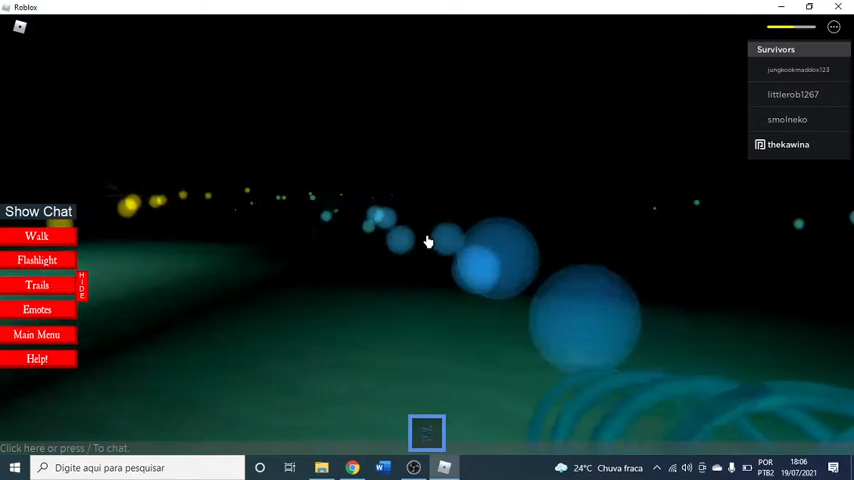 Roblox
Survivors
jungkookmaddox123
littlerob1267
smolneko
thekawina
Show Chat
Walk
Flashlight
Trails
HIDE
Emotes
Main Menu
Help!
Click here or press / To chat.
Digite aqui para pesquisar
24°C Chuva fraca
POR
PTB2
18:06
19/07/2021